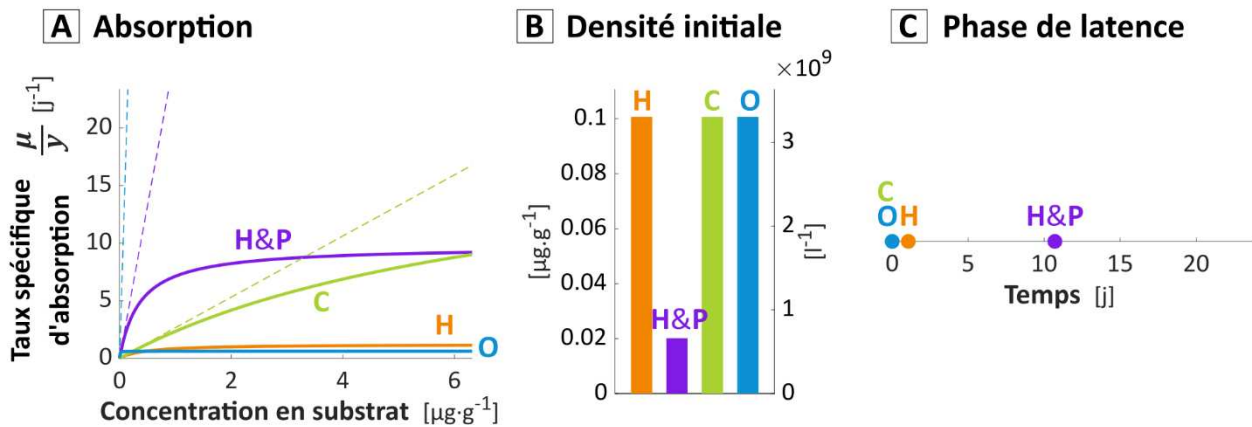 A Absorption
Taux spécifique d'absorption μ/y [j⁻¹]
20
15
10
5
0
H&P
C
H
O
0 2 4 6
Concentration en substrat [µg·g⁻¹]
B Densité initiale
×10⁹
[µg.g⁻¹]
0.1
0.08
0.06
0.04
0.02
0
H
H&P
C
O
3
2
1
0
[l⁻¹]
C Phase de latence
C
O H
H&P
0 5 10 15 20
Temps [j]